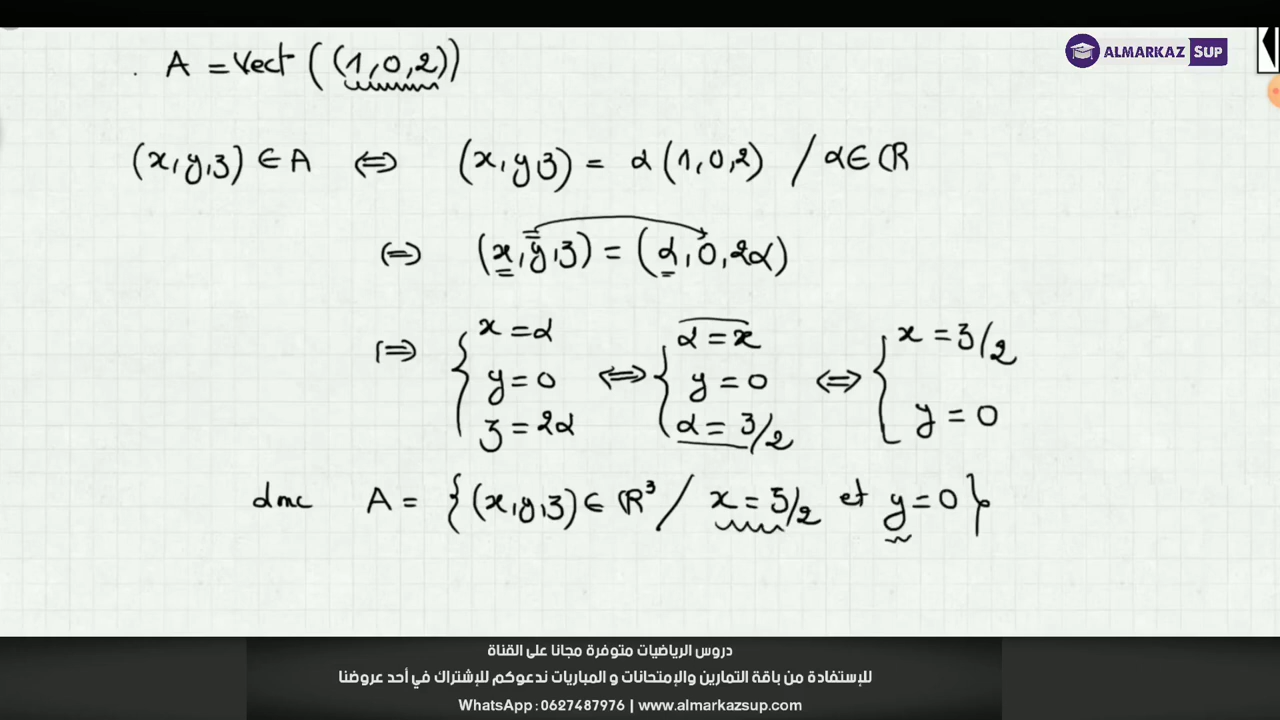 A = Vect ((1,0,2))
ALMARKAZ SUP
(x,y,z) ∈ A ⇔ (x,y,z) = α(1,0,2) / α∈ℝ
⇔ (x,y,z) = (α,0,2α)
⇔ { x = α ⇔ { α = x ⇔ { x = z/2
y = 0 y = 0 y = 0
z = 2α α = z/2
donc A = {(x,y,z) ∈ ℝ³ / x = z/2 et y = 0}
دروس الرياضيات متوفرة مجانا على القناة
للإستفادة من باقة التمارين والإمتحانات و المباريات ندعوكم للإشتراك في أحد عروضنا
WhatsApp : 0627487976 | www.almarkazsup.com